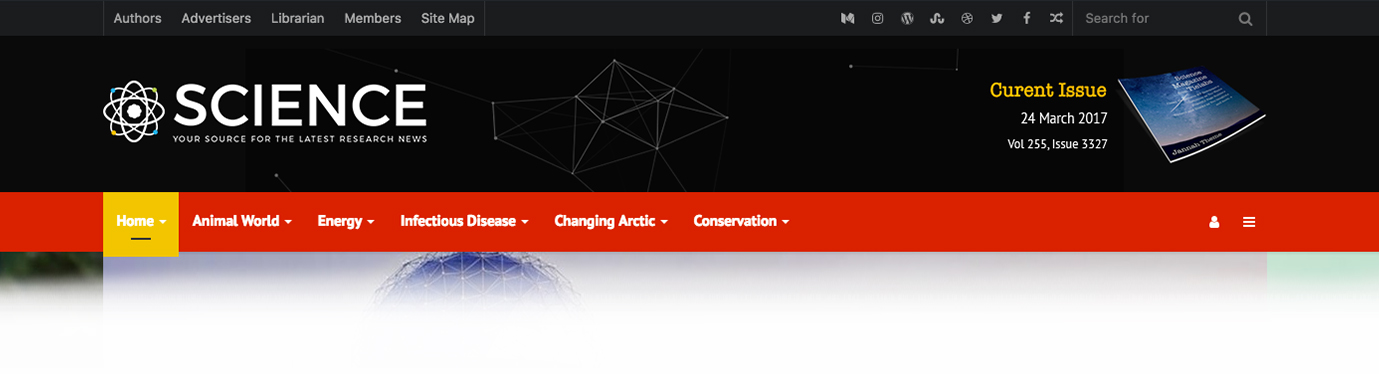 Authors Advertisers Librarian Members Site Map Search for
SCIENCE
YOUR SOURCE FOR THE LATEST RESEARCH NEWS
Curent Issue
24 March 2017
Vol 255, Issue 3327
Science
Magazine
Tielabs
Jannah Theme
Home Animal World Energy Infectious Disease Changing Arctic Conservation